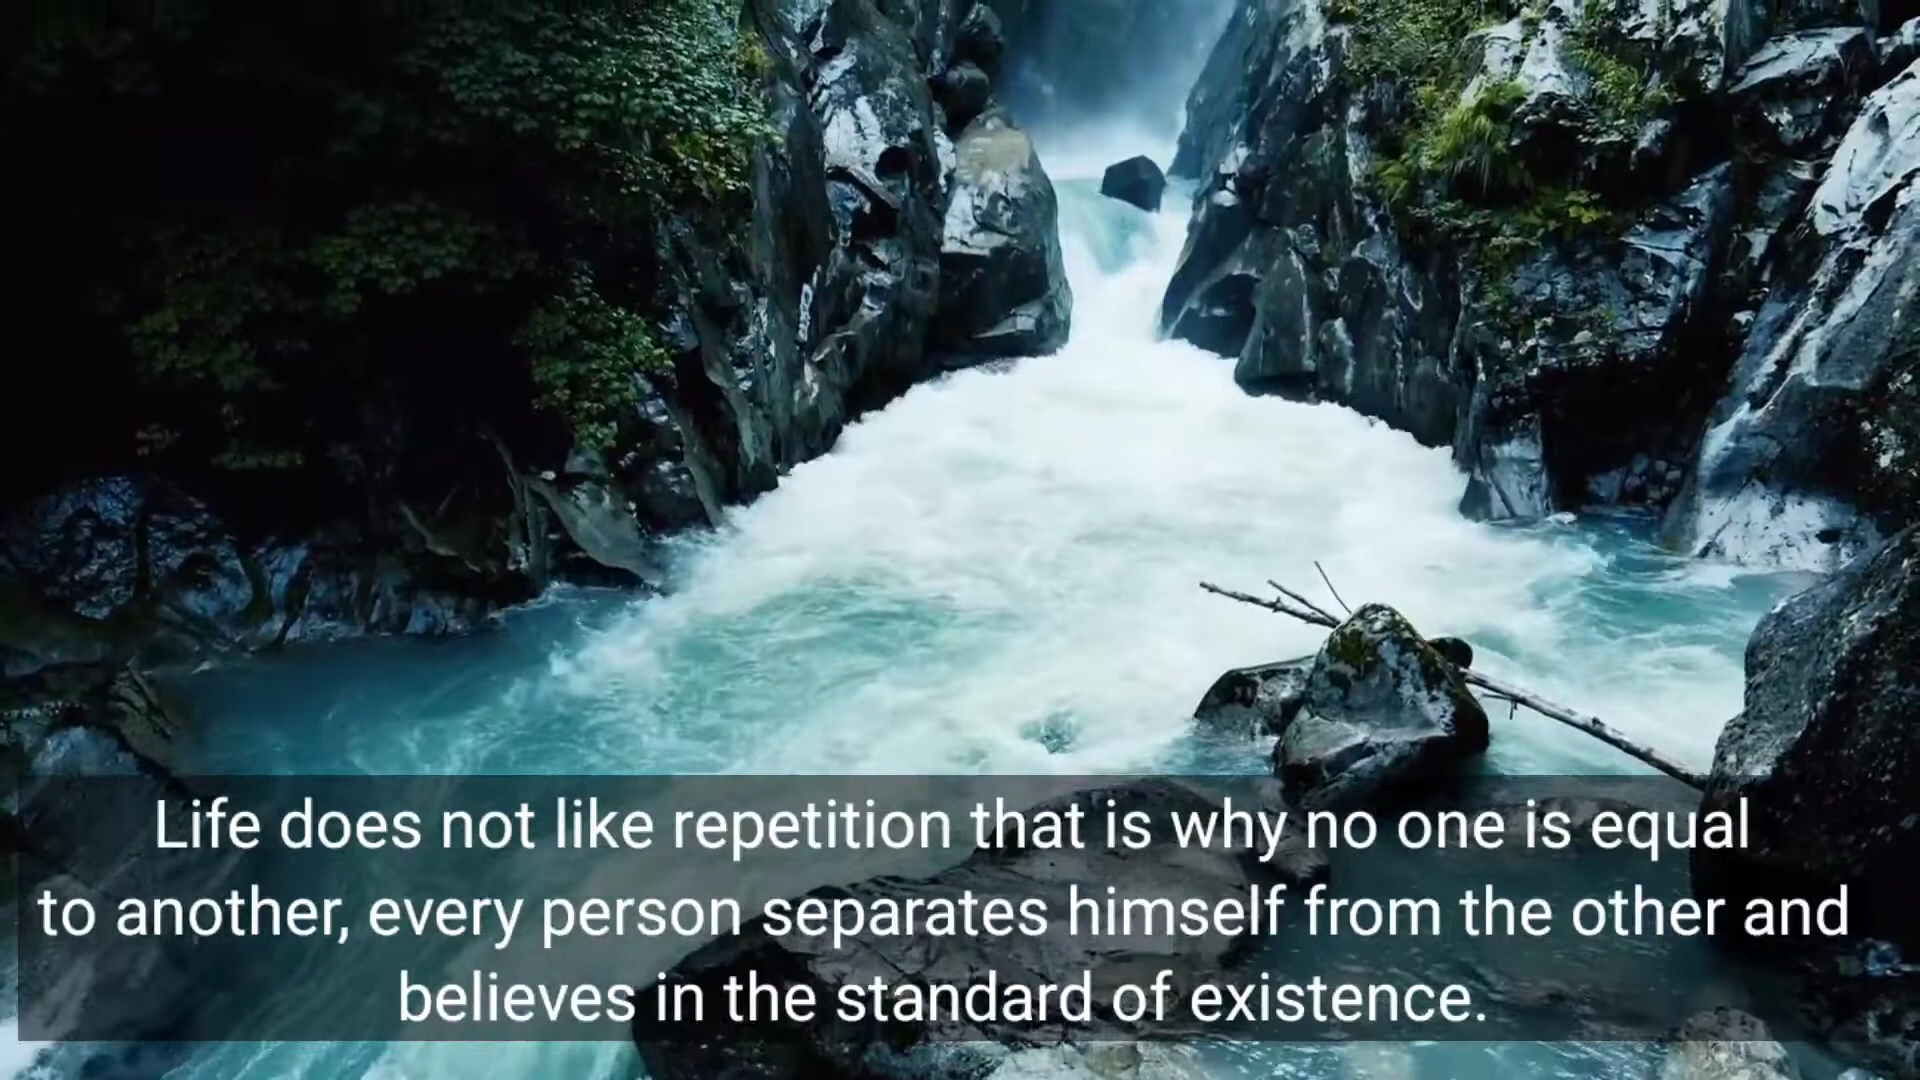 Life does not like repetition that is why no one is equal
to another, every person separates himself from the other and
believes in the standard of existence.